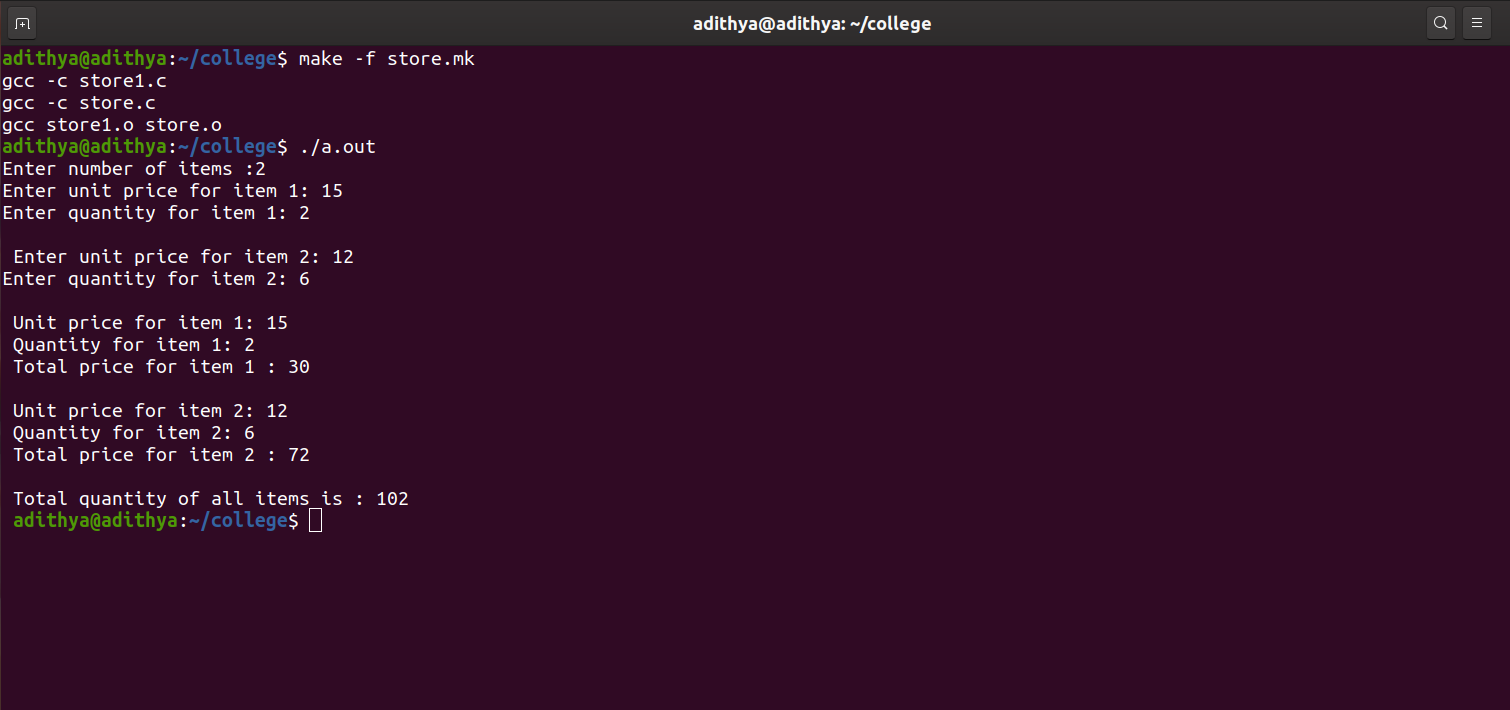 adithya@adithya: ~/college
adithya@adithya:~/college$ make -f store.mk
gcc -c store1.c
gcc -c store.c
gcc store1.o store.o
adithya@adithya:~/college$ ./a.out
Enter number of items :2
Enter unit price for item 1: 15
Enter quantity for item 1: 2
Enter unit price for item 2: 12
Enter quantity for item 2: 6
Unit price for item 1: 15
Quantity for item 1: 2
Total price for item 1 : 30
Unit price for item 2: 12
Quantity for item 2: 6
Total price for item 2 : 72
Total quantity of all items is : 102
adithya@adithya:~/college$